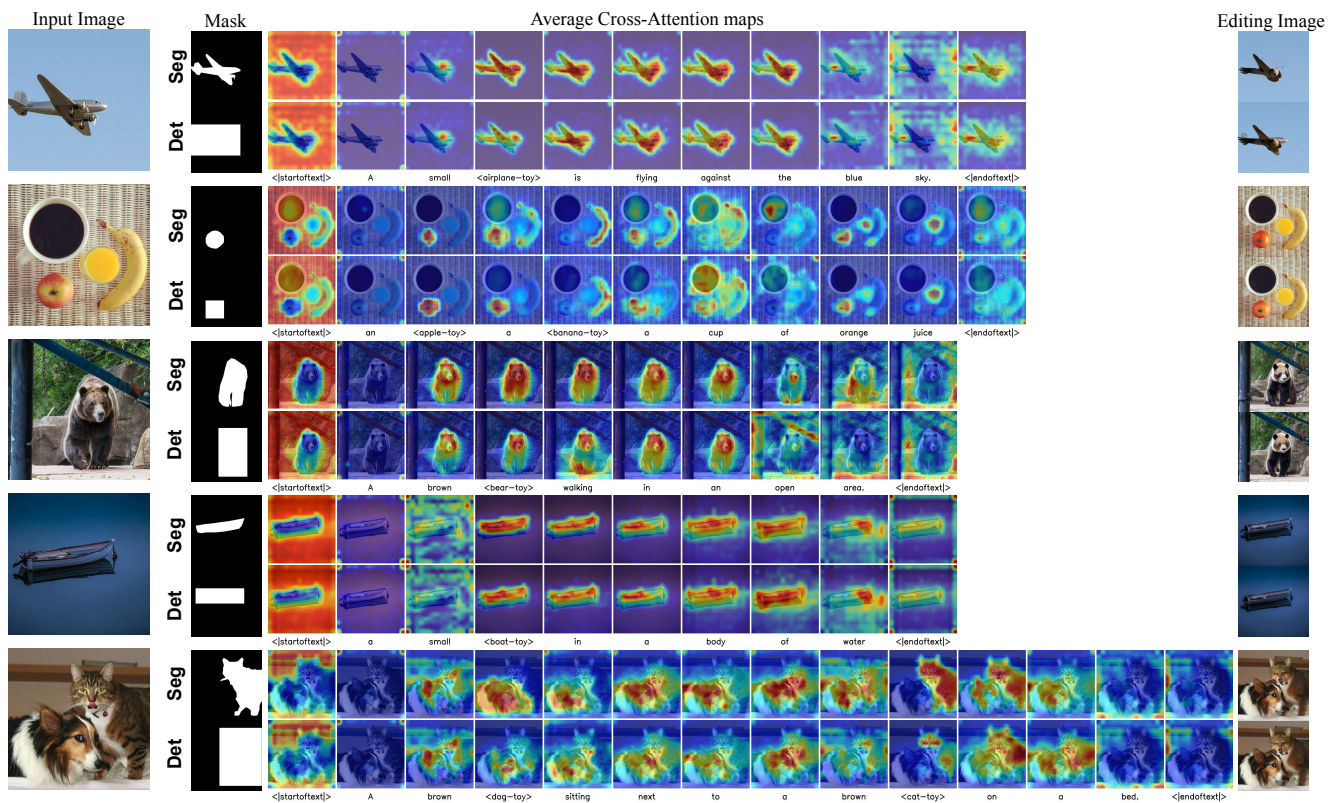 Input Image Mask Average Cross-Attention maps Editing Image
Seg
Det
<|startoftext|> A small <airplane-toy> is flying against the blue sky. <|endoftext|>
Seg
Det
<|startoftext|> an <apple-toy> a <banana-toy> a cup of orange juice <|endoftext|>
Seg
Det
<|startoftext|> A brown <bear-toy> walking in an open area. <|endoftext|>
Seg
Det
<|startoftext|> a small <boat-toy> in a body of water <|endoftext|>
Seg
Det
<|startoftext|> A brown <dog-toy> sitting next to a brown <cat-toy> on a bed. <|endoftext|>